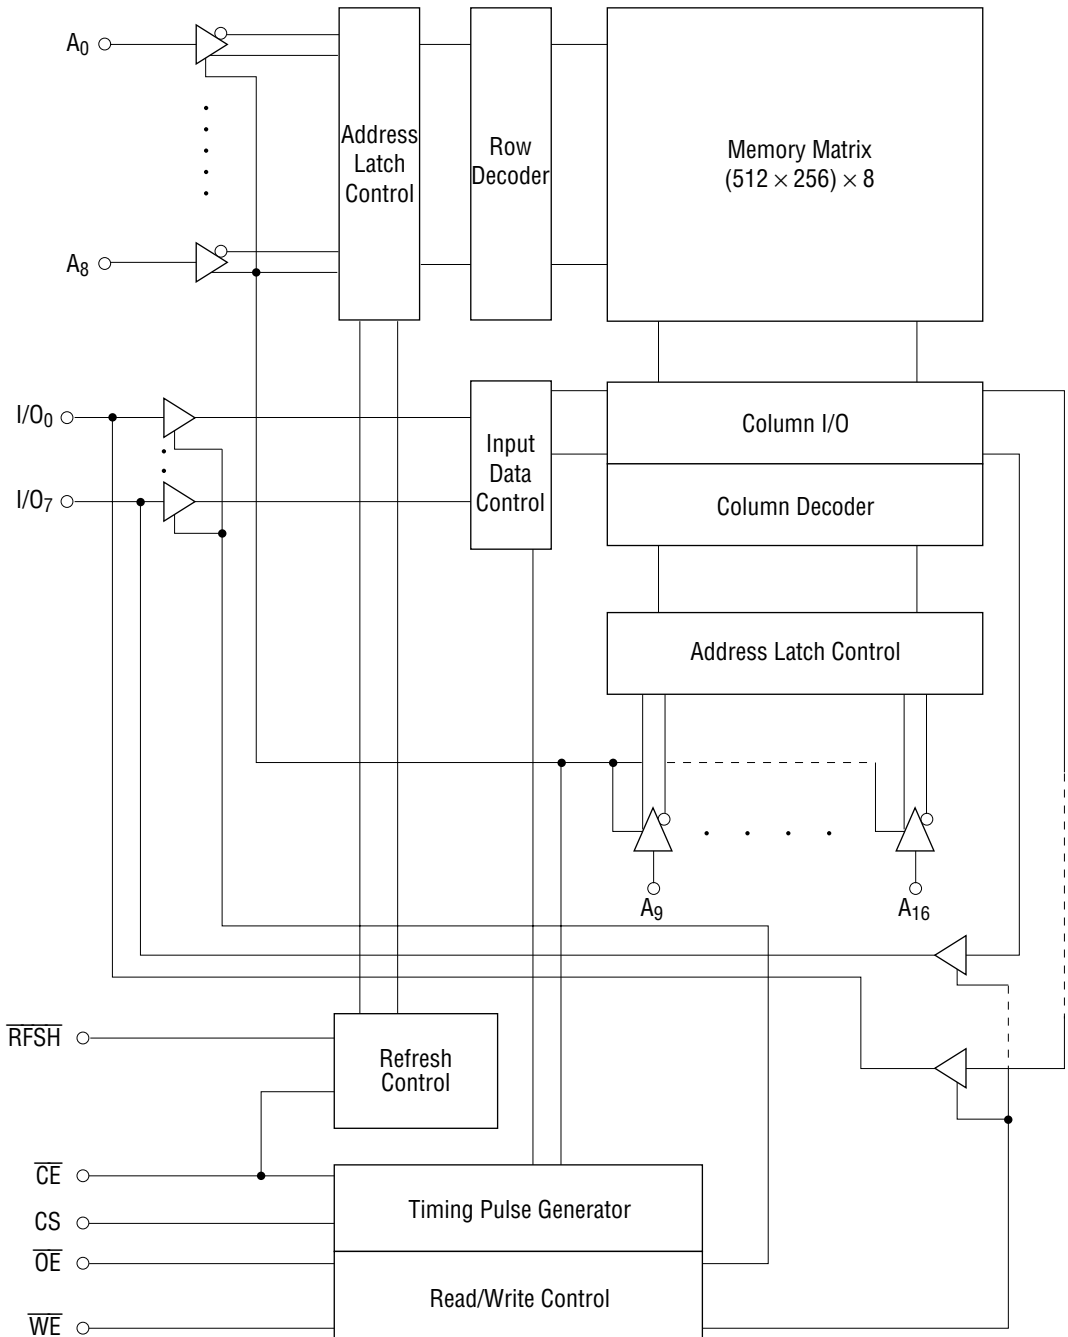 A0
A8
Address
Latch
Control
Row
Decoder
Memory Matrix
(512 × 256) × 8
I/O0
I/O7
Input
Data
Control
Column I/O
Column Decoder
Address Latch Control
A9
A16
RFSH
Refresh
Control
CE
CS
OE
WE
Timing Pulse Generator
Read/Write Control